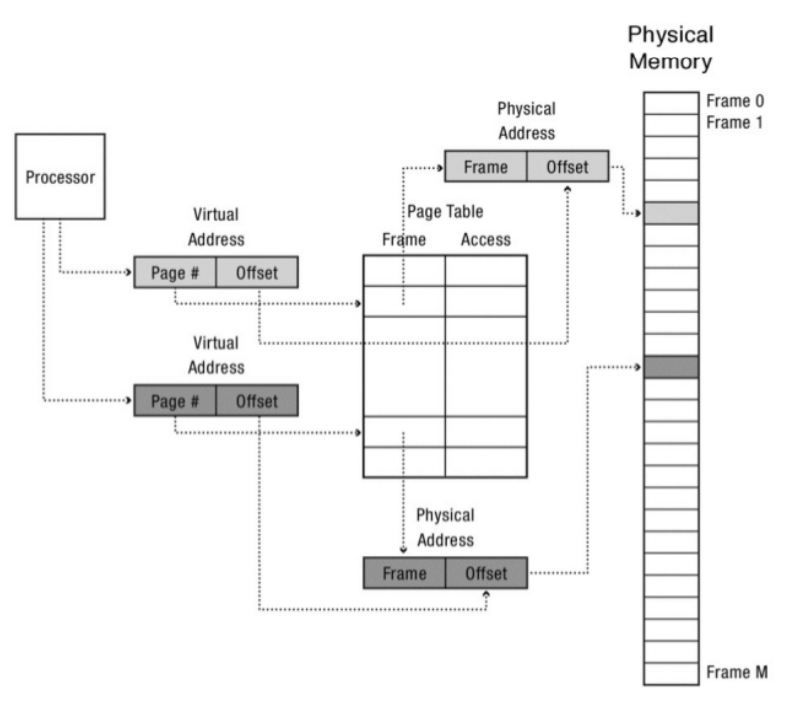 Physical
Memory
Frame 0
Frame 1
Physical
Address
Frame Offset
Processor
Virtual
Address
Page # Offset
Page Table
Frame Access
Virtual
Address
Page # Offset
Physical
Address
Frame Offset
Frame M